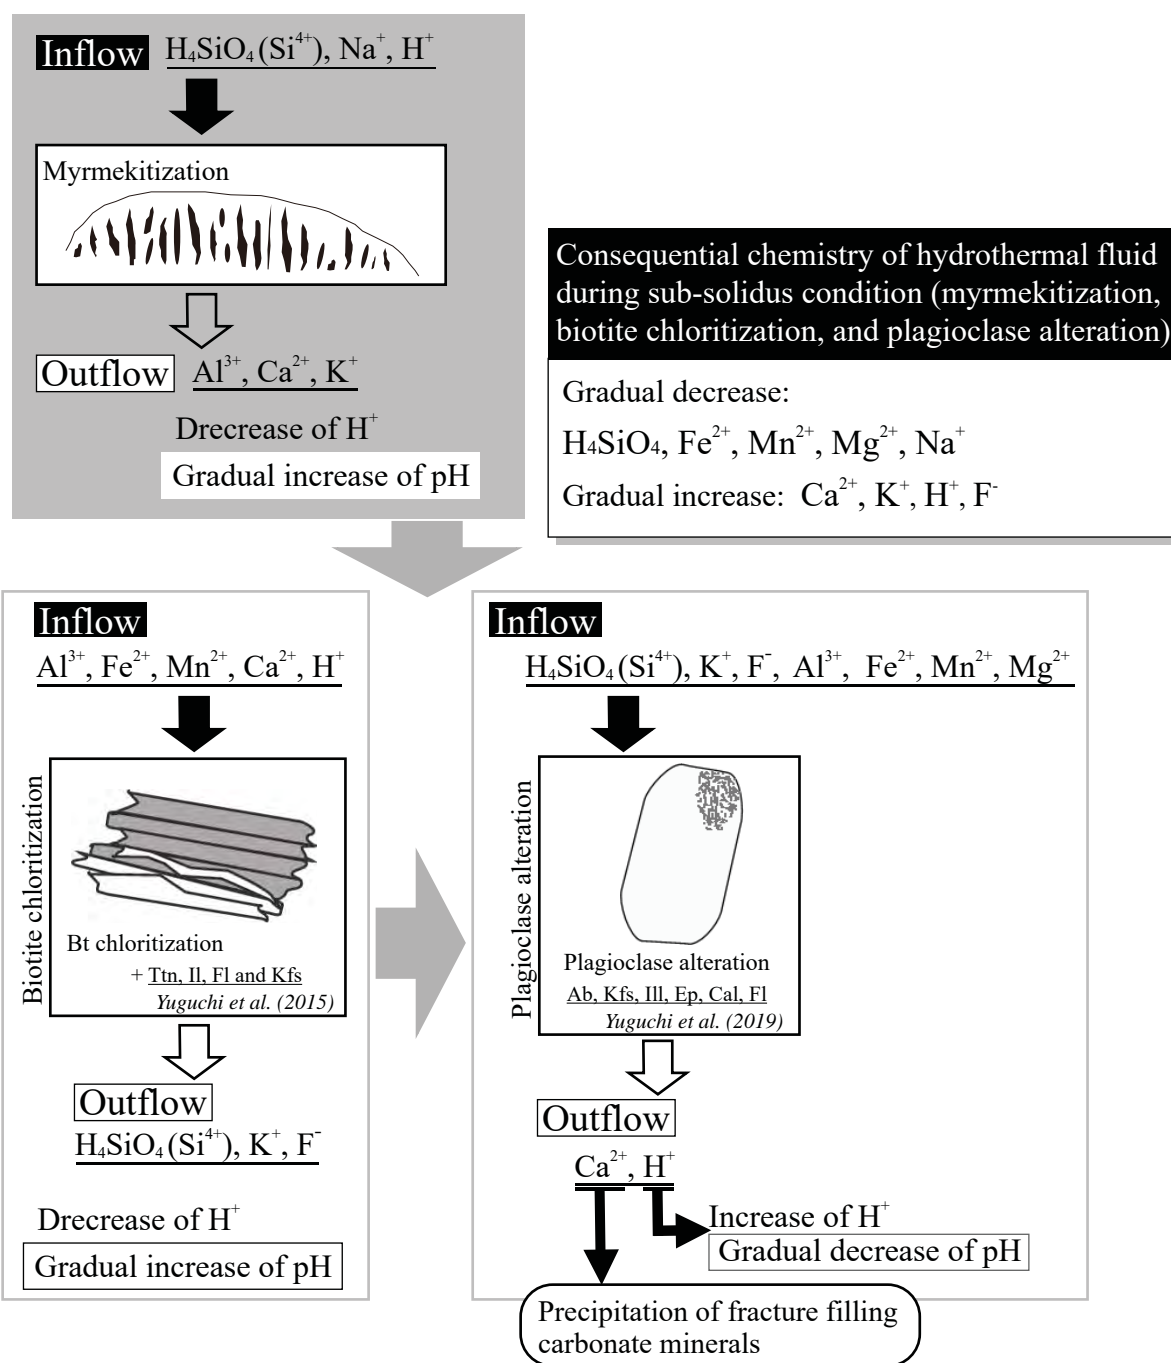 Inflow H₄SiO₄(Si⁴⁺), Na⁺, H⁺
Myrmekitization
Outflow Al³⁺, Ca²⁺, K⁺
Drecrease of H⁺
Gradual increase of pH
Consequential chemistry of hydrothermal fluid
during sub-solidus condition (myrmekitization,
biotite chloritization, and plagioclase alteration)
Gradual decrease:
H₄SiO₄, Fe²⁺, Mn²⁺, Mg²⁺, Na⁺
Gradual increase: Ca²⁺, K⁺, H⁺, F⁻
Inflow
Al³⁺, Fe²⁺, Mn²⁺, Ca²⁺, H⁺
Biotite chloritization
Bt chloritization
+ Ttn, Il, Fl and Kfs
Yuguchi et al. (2015)
Outflow
H₄SiO₄(Si⁴⁺), K⁺, F⁻
Drecrease of H⁺
Gradual increase of pH
Inflow
H₄SiO₄(Si⁴⁺), K⁺, F⁻, Al³⁺, Fe²⁺, Mn²⁺, Mg²⁺
Plagioclase alteration
Plagioclase alteration
Ab, Kfs, Ill, Ep, Cal, Fl
Yuguchi et al. (2019)
Outflow
Ca²⁺, H⁺
Increase of H⁺
Gradual decrease of pH
Precipitation of fracture filling
carbonate minerals